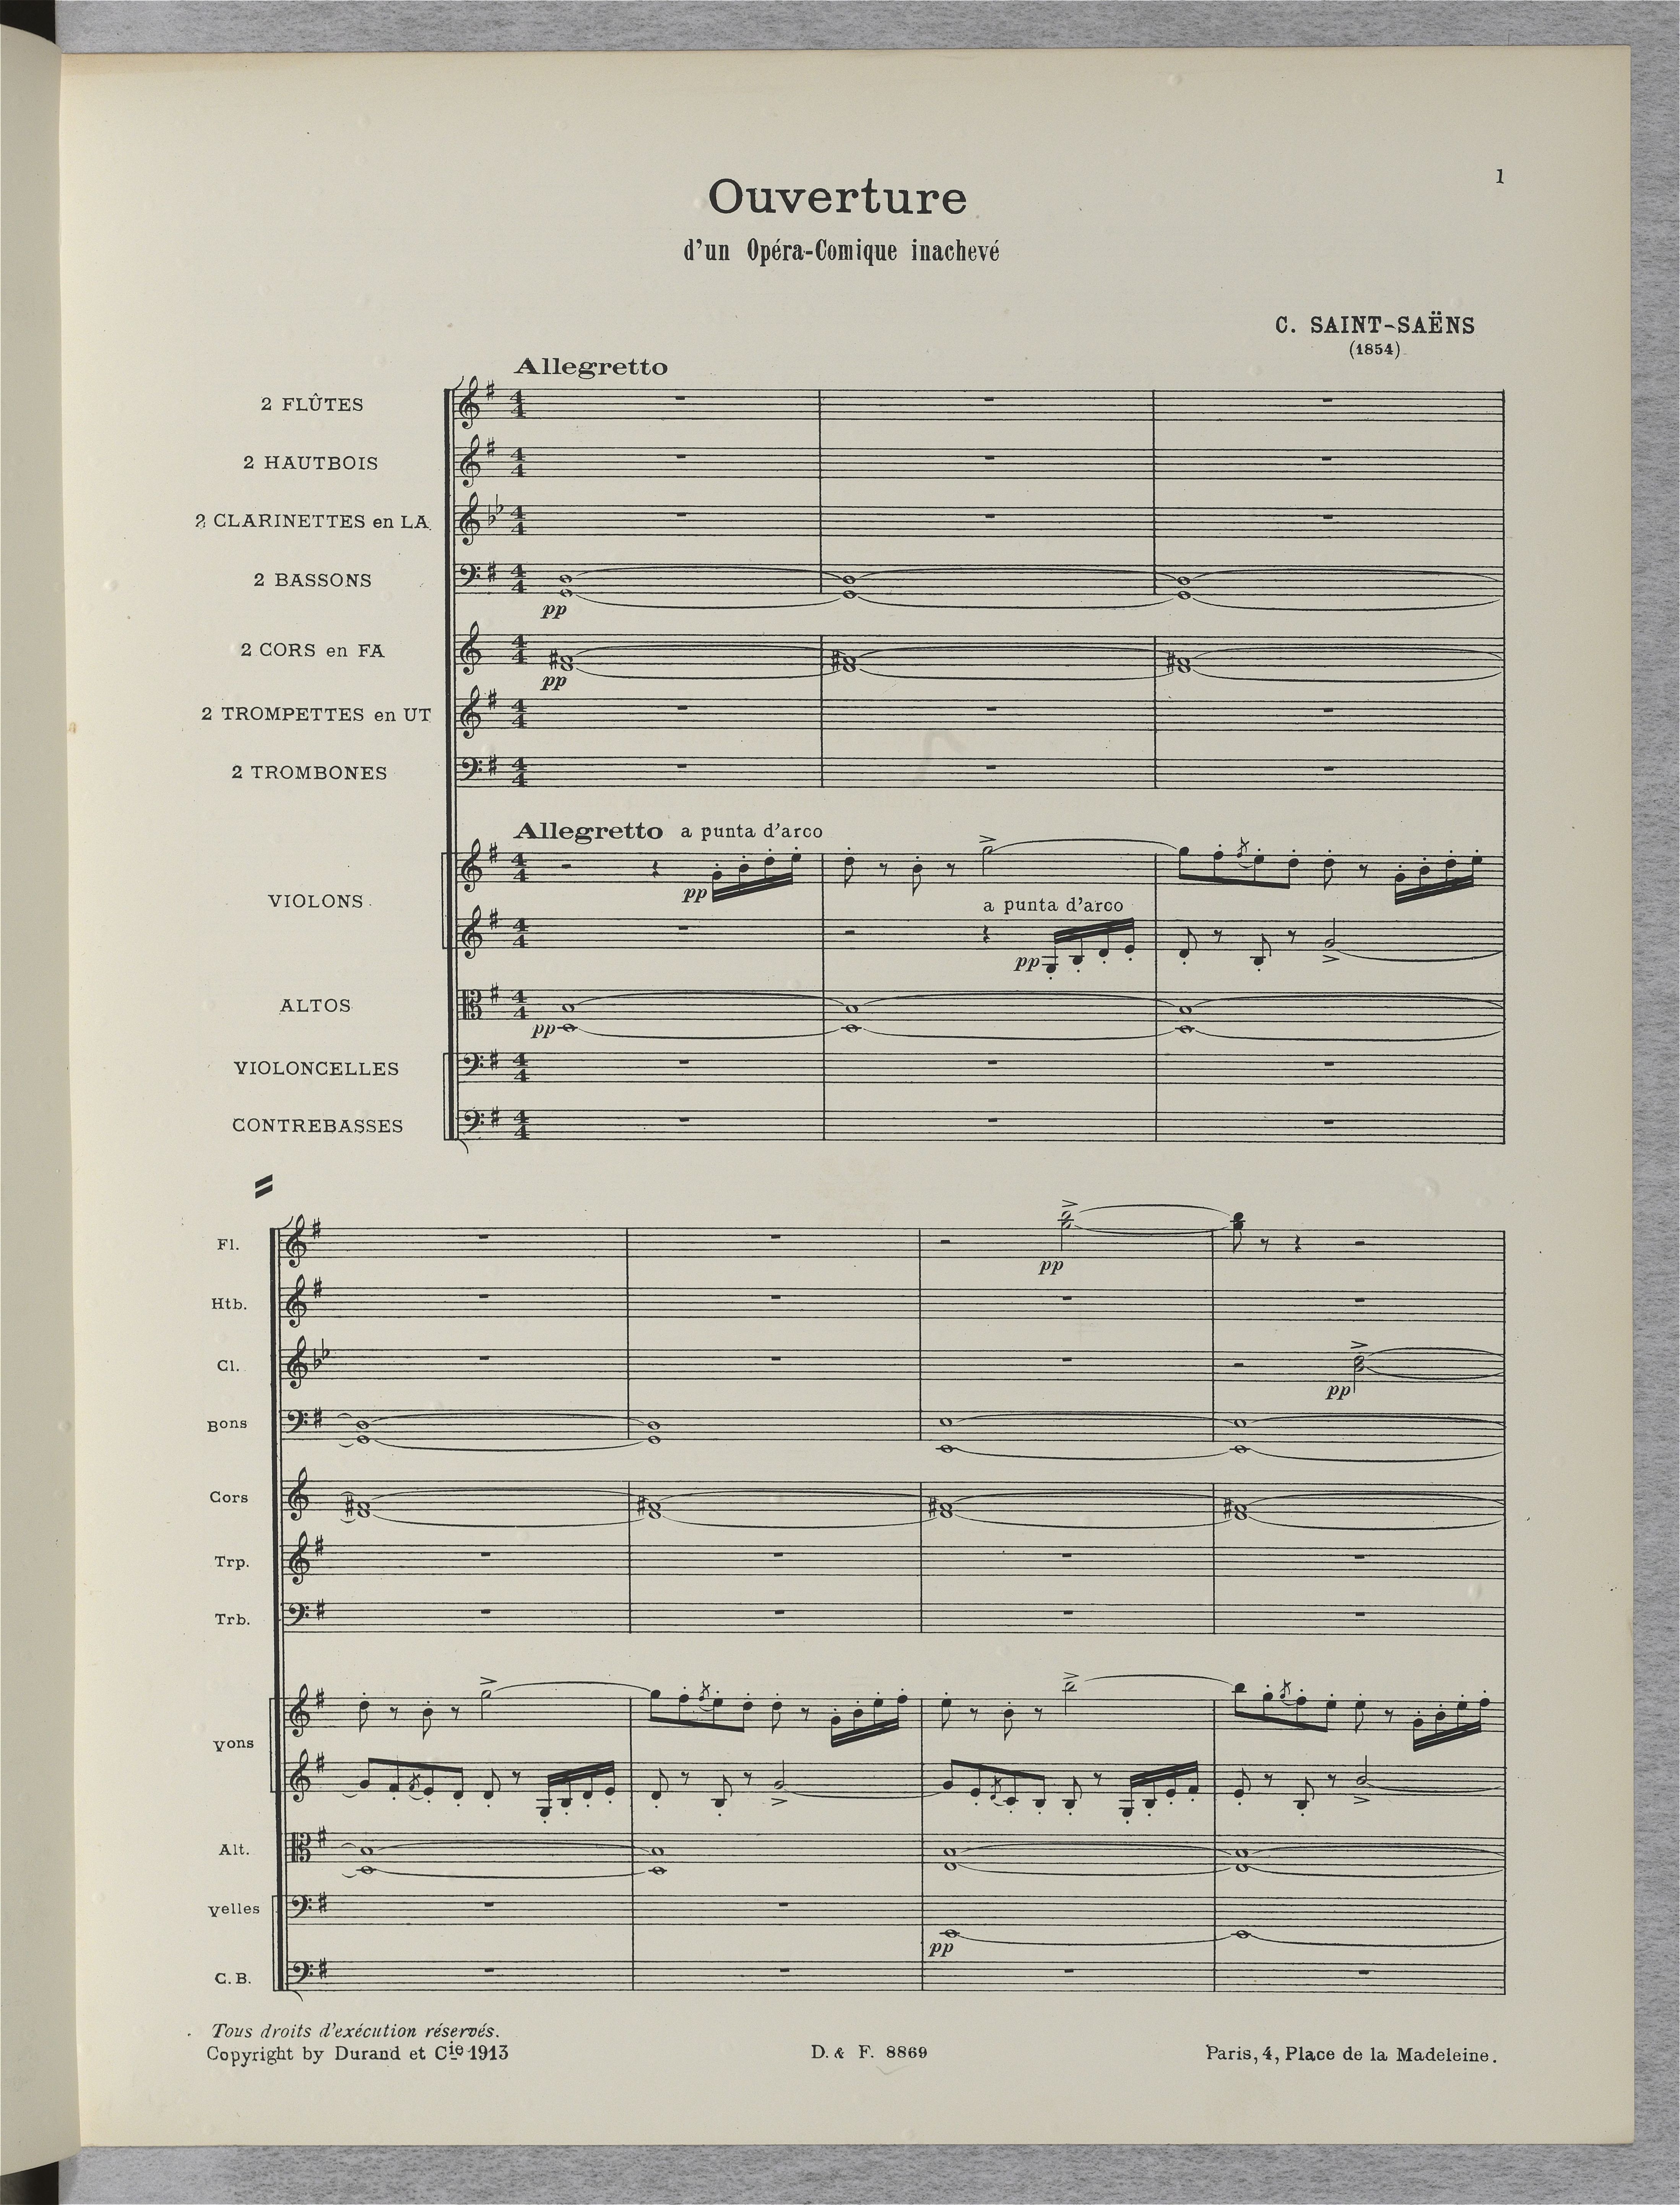 1
Ouverture
d'un Opéra-Comique inachevé
C. SAINT-SAËNS
(1854)
Allegretto
2 FLÛTES
2 HAUTBOIS
2 CLARINETTES en LA
2 BASSONS
pp
2 CORS en FA
pp
2 TROMPETTES en UT
2 TROMBONES
Allegretto a punta d'arco
VIOLONS
pp
a punta d'arco
pp
ALTOS
pp
VIOLONCELLES
CONTREBASSES
Fl.
pp
Htb.
Cl.
pp
Bons
Cors
Trp.
Trb.
Vons
Alt.
Velles
pp
C.B.
Tous droits d'exécution réservés.
Copyright by Durand et Cie 1913
D. & F. 8869
Paris, 4, Place de la Madeleine.